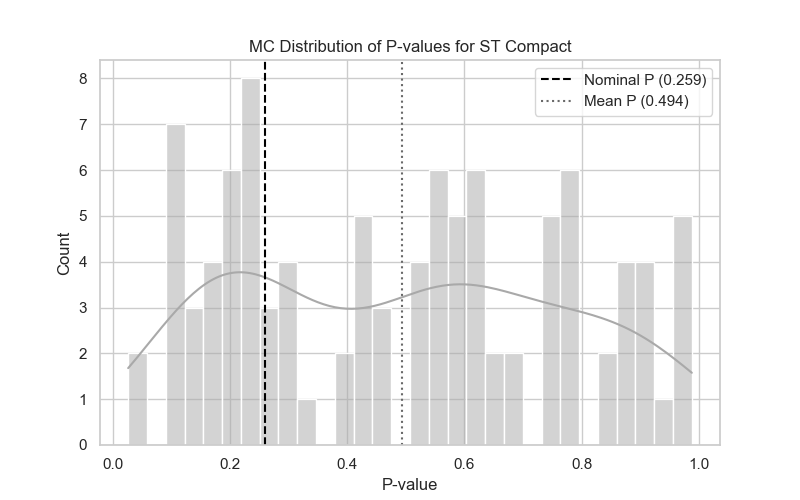 MC Distribution of P-values for ST Compact
Nominal P (0.259)
Mean P (0.494)
Count
8
7
6
5
4
3
2
1
0
0.0 0.2 0.4 0.6 0.8 1.0
P-value